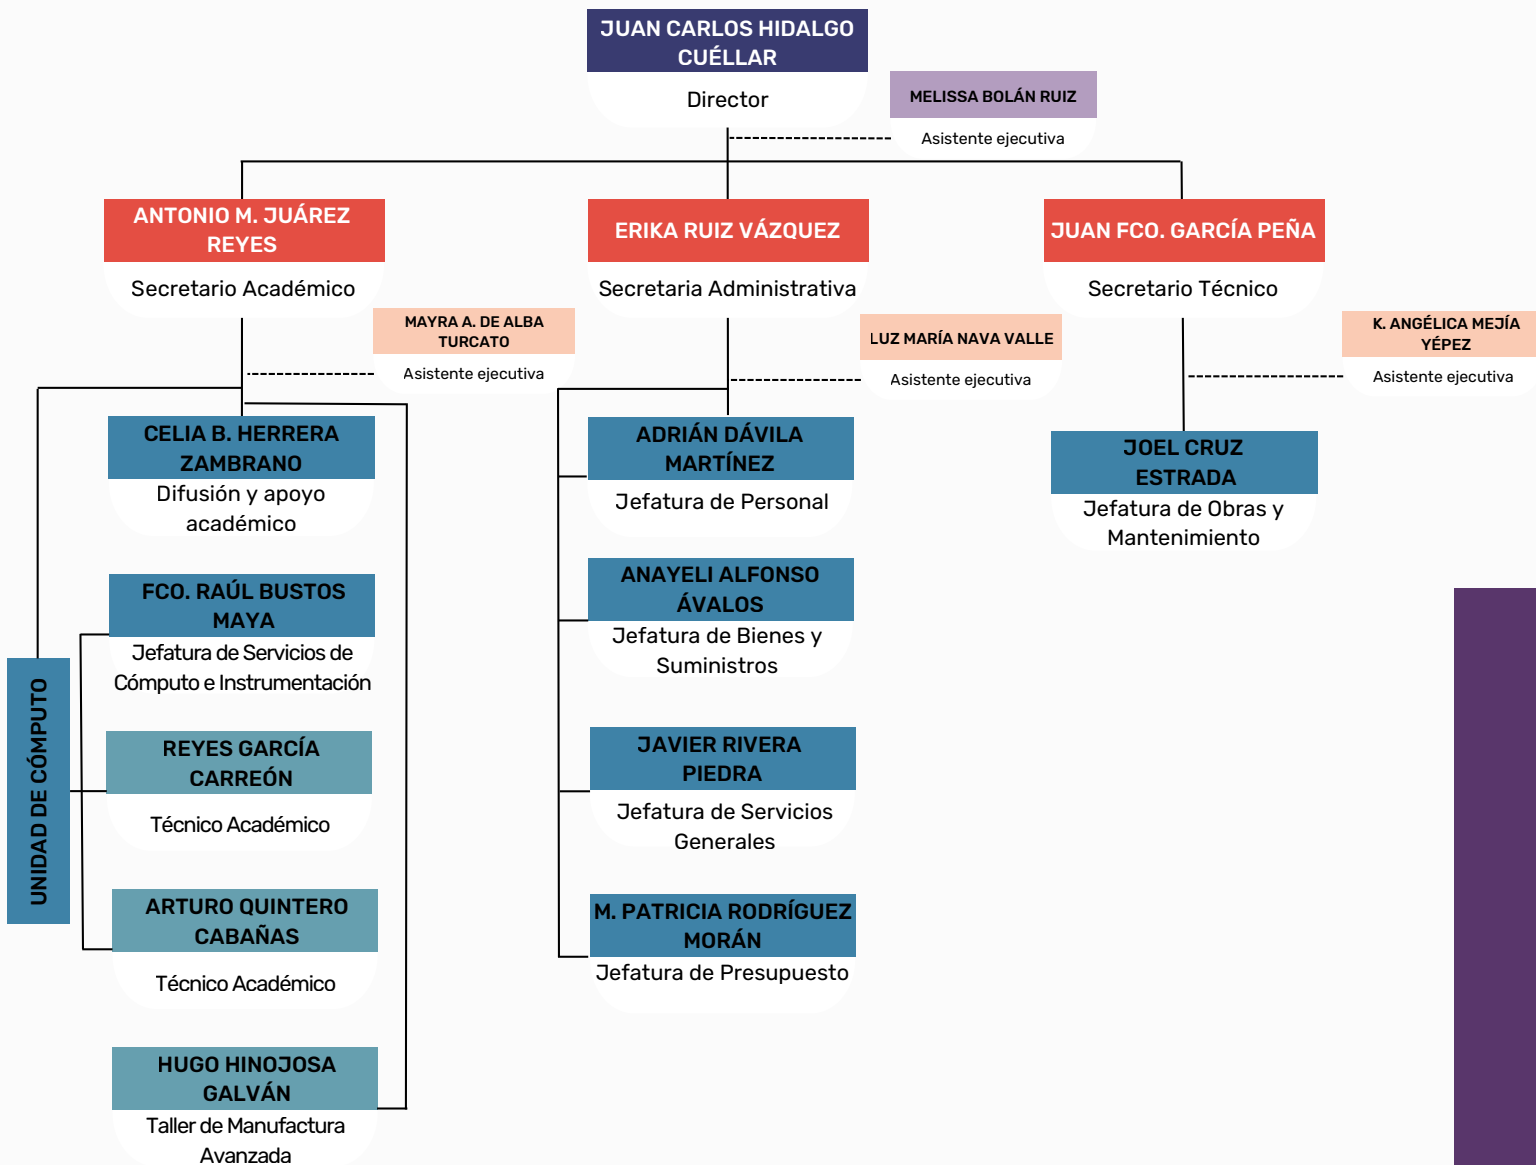 JUAN CARLOS HIDALGO
CUÉLLAR
Director
MELISSA BOLÁN RUIZ
Asistente ejecutiva
ANTONIO M. JUÁREZ
REYES
Secretario Académico
MAYRA A. DE ALBA
TURCATO
Asistente ejecutiva
CELIA B. HERRERA
ZAMBRANO
Difusión y apoyo
académico
UNIDAD DE CÓMPUTO
FCO. RAÚL BUSTOS
MAYA
Jefatura de Servicios de
Cómputo e Instrumentación
REYES GARCÍA
CARREÓN
Técnico Académico
ARTURO QUINTERO
CABAÑAS
Técnico Académico
HUGO HINOJOSA
GALVÁN
Taller de Manufactura
Avanzada
ERIKA RUIZ VÁZQUEZ
Secretaria Administrativa
LUZ MARÍA NAVA VALLE
Asistente ejecutiva
ADRIÁN DÁVILA
MARTÍNEZ
Jefatura de Personal
ANAYELI ALFONSO
ÁVALOS
Jefatura de Bienes y
Suministros
JAVIER RIVERA
PIEDRA
Jefatura de Servicios
Generales
M. PATRICIA RODRÍGUEZ
MORÁN
Jefatura de Presupuesto
JUAN FCO. GARCÍA PEÑA
Secretario Técnico
K. ANGÉLICA MEJÍA
YÉPEZ
Asistente ejecutiva
JOEL CRUZ
ESTRADA
Jefatura de Obras y
Mantenimiento